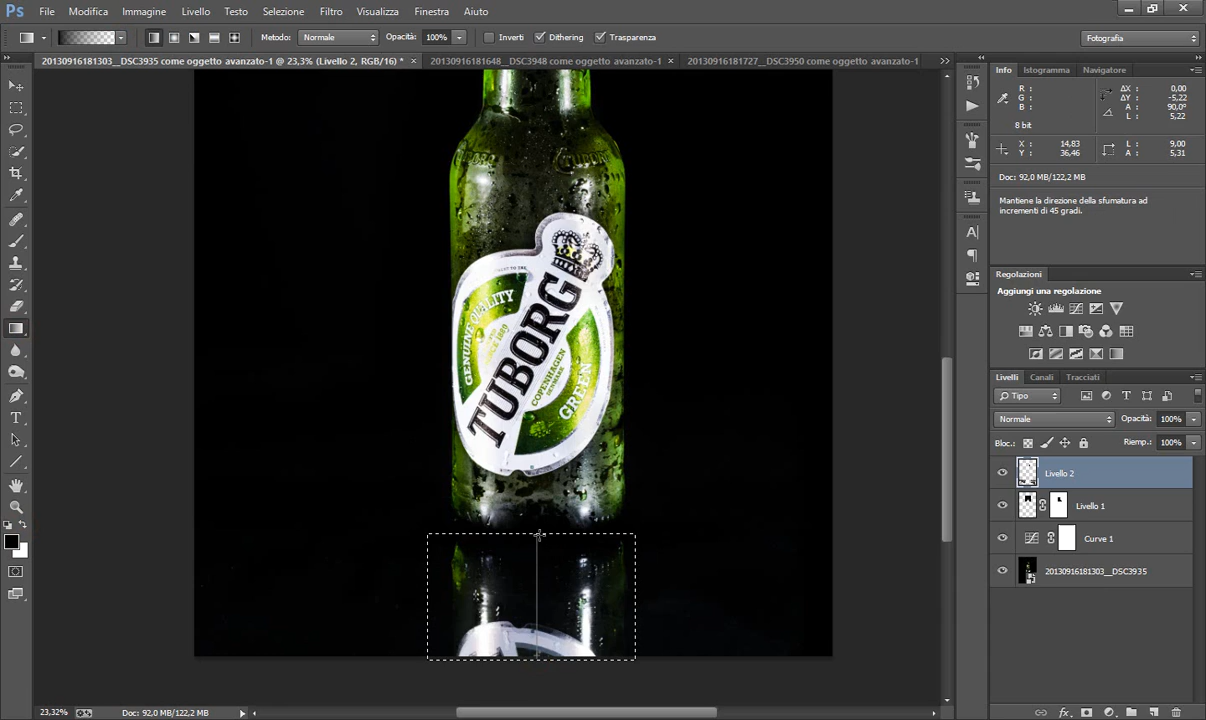 Ps File Modifica Immagine Livello Testo Selezione Filtro Visualizza Finestra Aiuto
Metodo: Normale Opacità: 100% Inverti Dithering Trasparenza Fotografia
20130916181303__DSC3935 come oggetto avanzato-1 @ 23,3% (Livello 2, RGB/16) * × 20130916181648__DSC3948 come oggetto avanzato-1 × 20130916181727__DSC3950 come oggetto avanzato-1
Info Istogramma Navigatore
R :
G :
B :
8 bit
ΔX : 0,00
ΔY : -5,22
A : 90,0°
L : 5,22
X : 14,83
Y : 36,46
L : 9,00
A : 5,31
Doc: 92,0 MB/122,2 MB
Mantiene la direzione della sfumatura ad
incrementi di 45 gradi.
Regolazioni
Aggiungi una regolazione
Livelli Canali Tracciati
Tipo
Normale Opacità: 100%
Bloc.: Riemp.: 100%
Livello 2
Livello 1
Curve 1
20130916181303__DSC3935
GENUINE QUALITY
SINCE 1880
TUBORG
COPENHAGEN
DENMARK
GREEN
23,32% Doc: 92,0 MB/122,2 MB